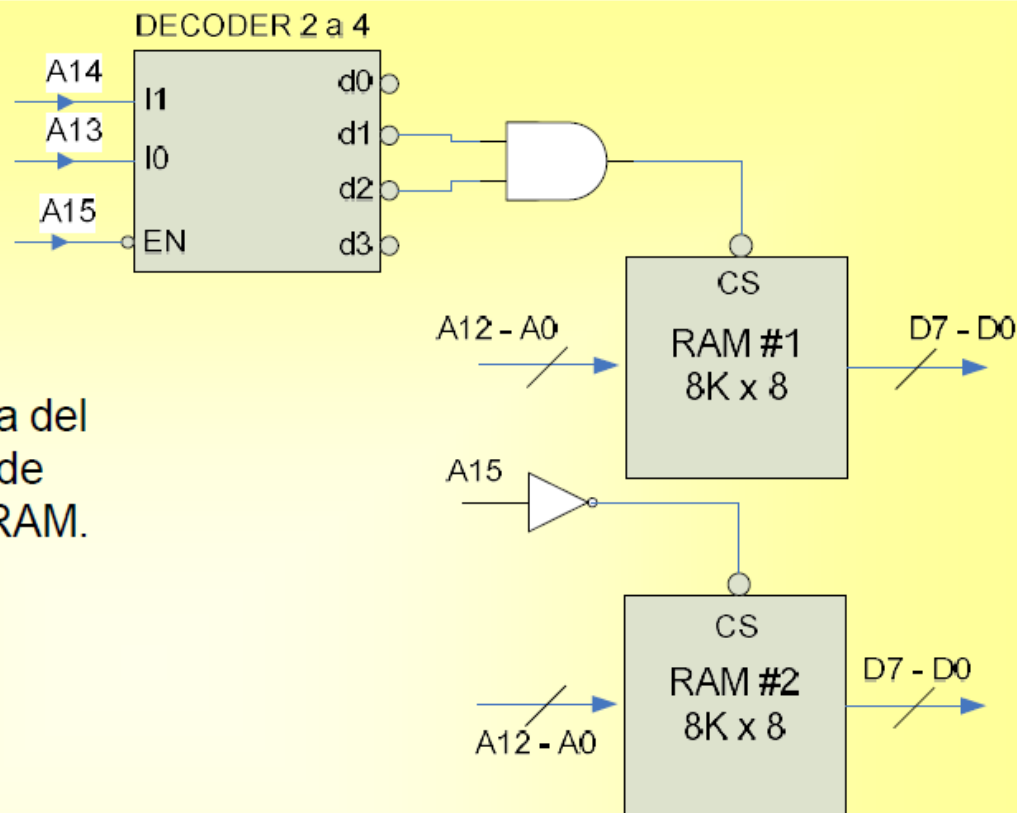 DECODER 2 a 4
A14
I1
d0
A13
I0
d1
d2
A15
EN
d3
CS
A12 - A0
RAM #1
8K x 8
D7 - D0
a del
de
RAM.
A15
CS
A12 - A0
RAM #2
8K x 8
D7 - D0